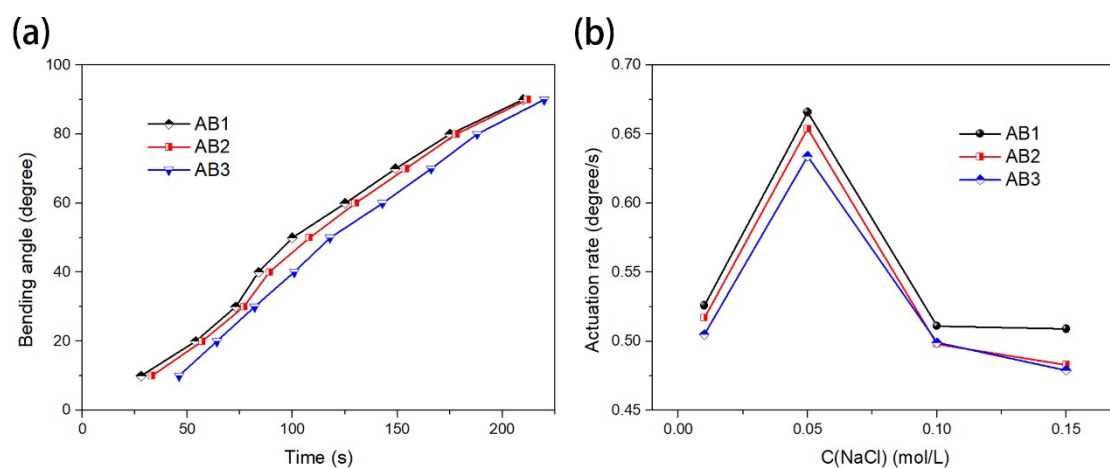 (a)
100
80
60
40
20
0
Bending angle (degree)
AB1
AB2
AB3
0
50
100
150
200
Time (s)
(b)
0.70
0.65
0.60
0.55
0.50
0.45
Actuation rate (degree/s)
AB1
AB2
AB3
0.00
0.05
0.10
0.15
C(NaCl) (mol/L)